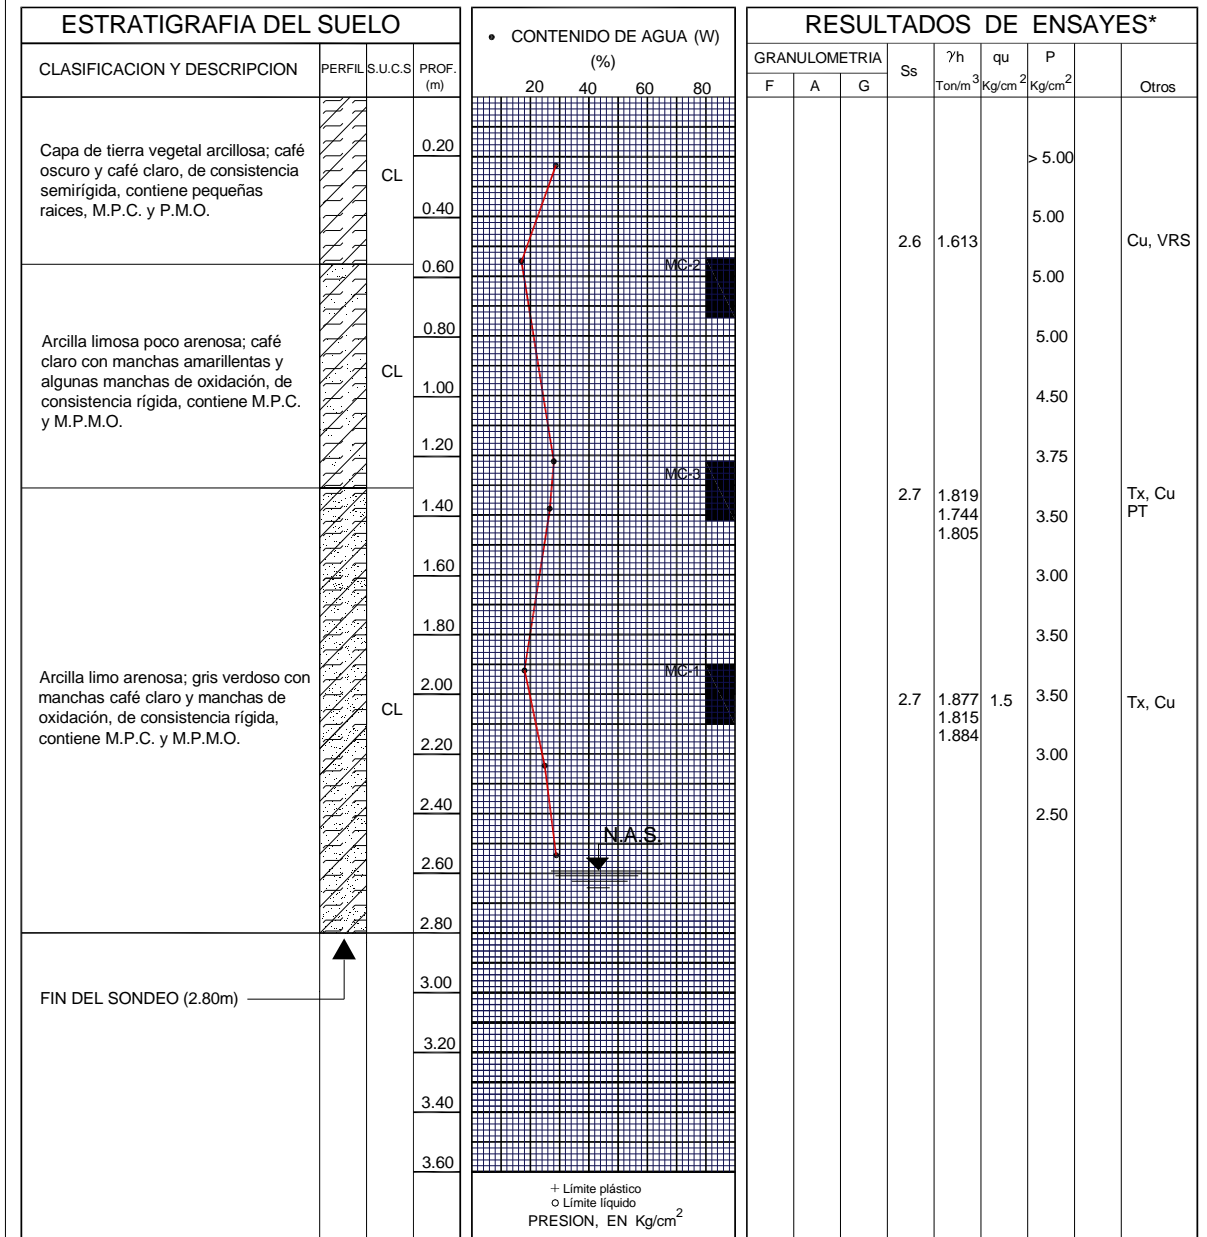 ESTRATIGRAFIA DEL SUELO
CLASIFICACION Y DESCRIPCION
PERFIL
S.U.C.S
PROF.
(m)
Capa de tierra vegetal arcillosa; café
oscuro y café claro, de consistencia
semirígida, contiene pequeñas
raices, M.P.C. y P.M.O.
CL
Arcilla limosa poco arenosa; café
claro con manchas amarillentas y
algunas manchas de oxidación, de
consistencia rígida, contiene M.P.C.
y M.P.M.O.
CL
Arcilla limo arenosa; gris verdoso con
manchas café claro y manchas de
oxidación, de consistencia rígida,
contiene M.P.C. y M.P.M.O.
CL
FIN DEL SONDEO (2.80m)
0.20
0.40
0.60
0.80
1.00
1.20
1.40
1.60
1.80
2.00
2.20
2.40
2.60
2.80
3.00
3.20
3.40
3.60
CONTENIDO DE AGUA (W)
(%)
20 40 60 80
MC-2
MC-3
MC-1
N.A.S.
+ Límite plástico
o Límite líquido
PRESION, EN Kg/cm²
RESULTADOS DE ENSAYES*
GRANULOMETRIA
F A G
Ss
γh
Ton/m³
qu
Kg/cm²
P
Kg/cm²
Otros
> 5.00
5.00
2.6 1.613 Cu, VRS
5.00
5.00
4.50
3.75
2.7 1.819 Tx, Cu
1.744 3.50 PT
1.805
3.00
3.50
2.7 1.877 1.5 3.50 Tx, Cu
1.815
1.884
3.00
2.50